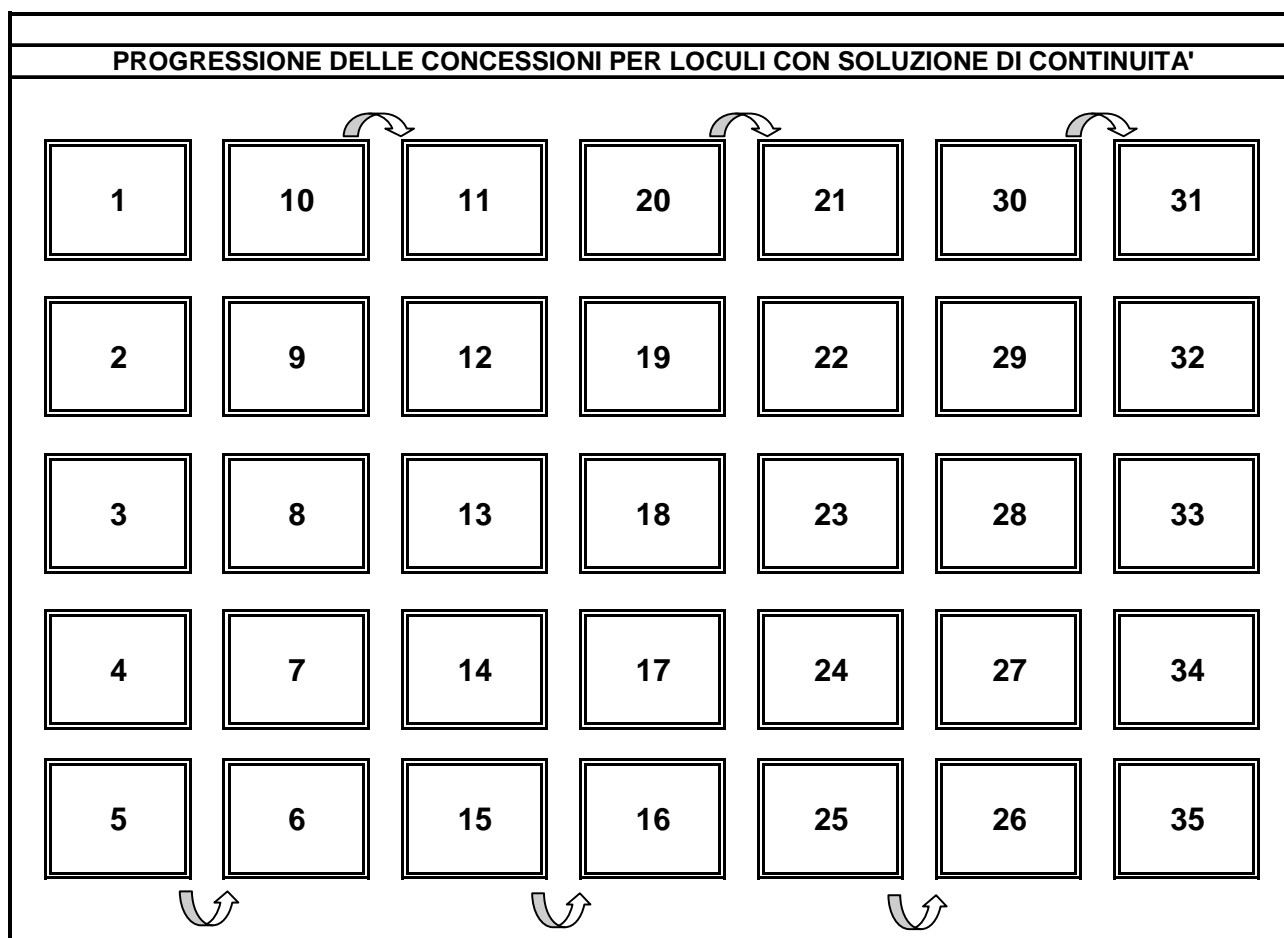 PROGRESSIONE DELLE CONCESSIONI PER LOCULI CON SOLUZIONE DI CONTINUITA'
1 10 11 20 21 30 31
2 9 12 19 22 29 32
3 8 13 18 23 28 33
4 7 14 17 24 27 34
5 6 15 16 25 26 35